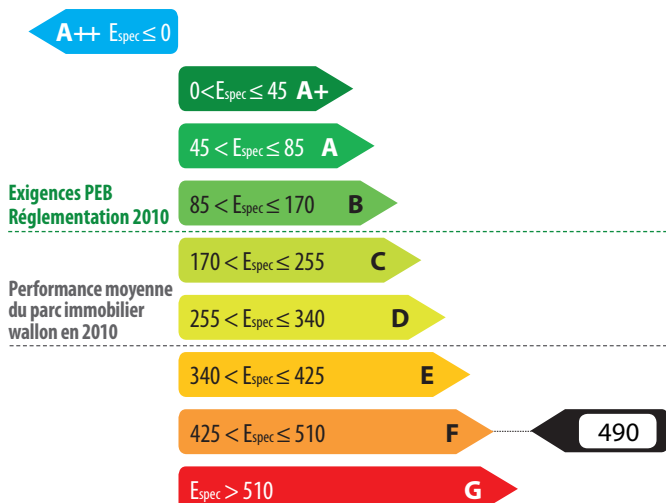 A++ Espec ≤ 0
0 < Espec ≤ 45 A+
45 < Espec ≤ 85 A
Exigences PEB
Réglementation 2010
85 < Espec ≤ 170 B
170 < Espec ≤ 255 C
Performance moyenne
du parc immobilier
wallon en 2010
255 < Espec ≤ 340 D
340 < Espec ≤ 425 E
425 < Espec ≤ 510 F 490
Espec > 510 G